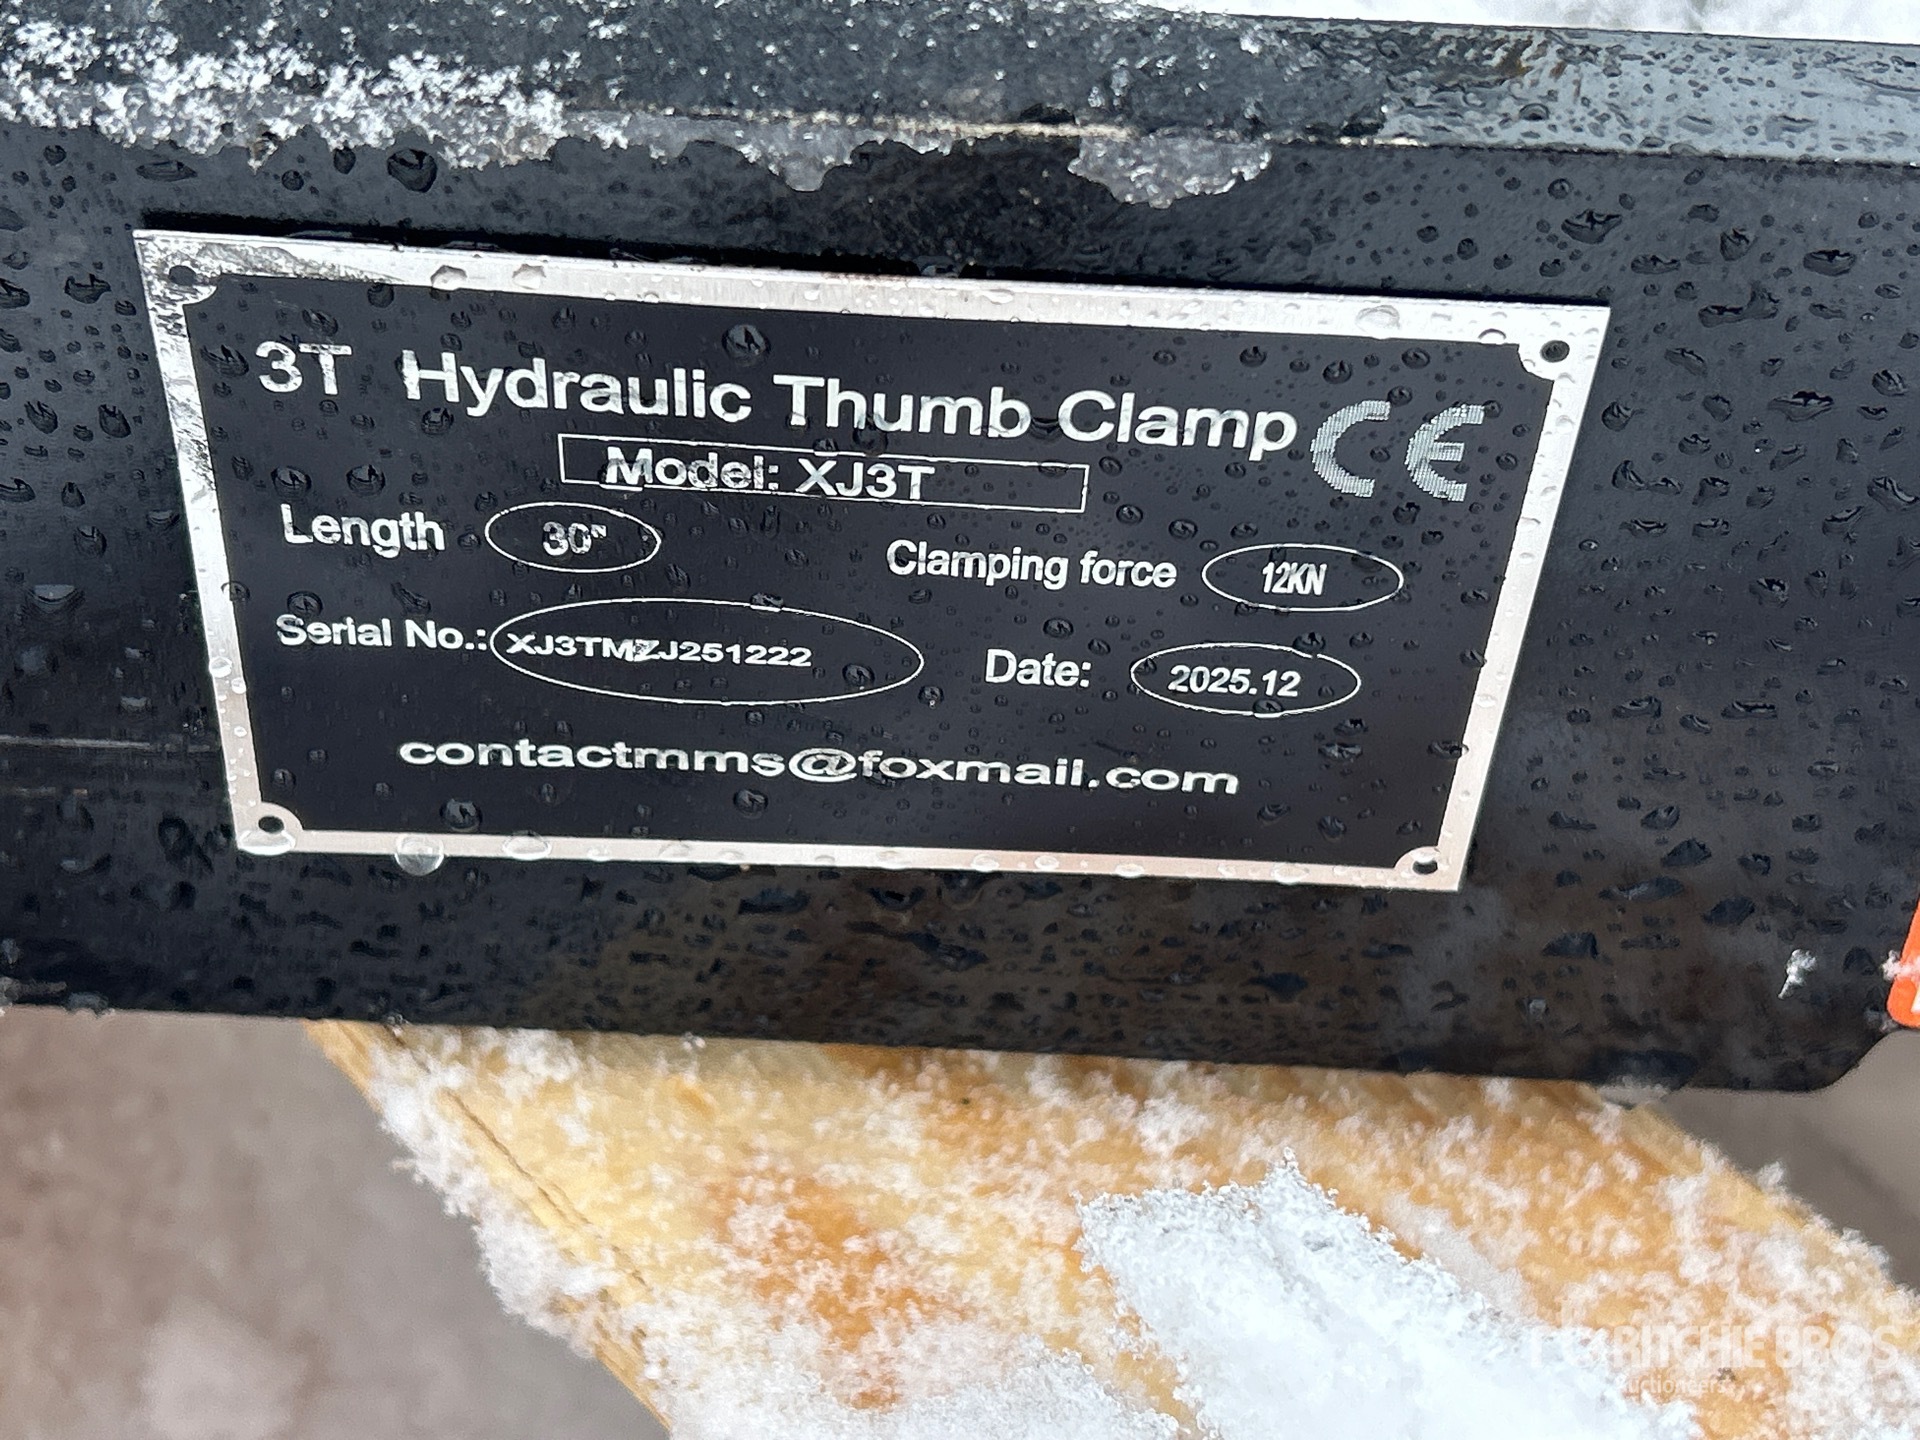 3T Hydraulic Thumb Clamp CE
Model: XJ3T
Length 30"
Clamping force 12KN
Serial No.: XJ3TMZJ251222
Date: 2025.12
contactmms@foxmail.com
RITCHIE BROS
Auctioneers